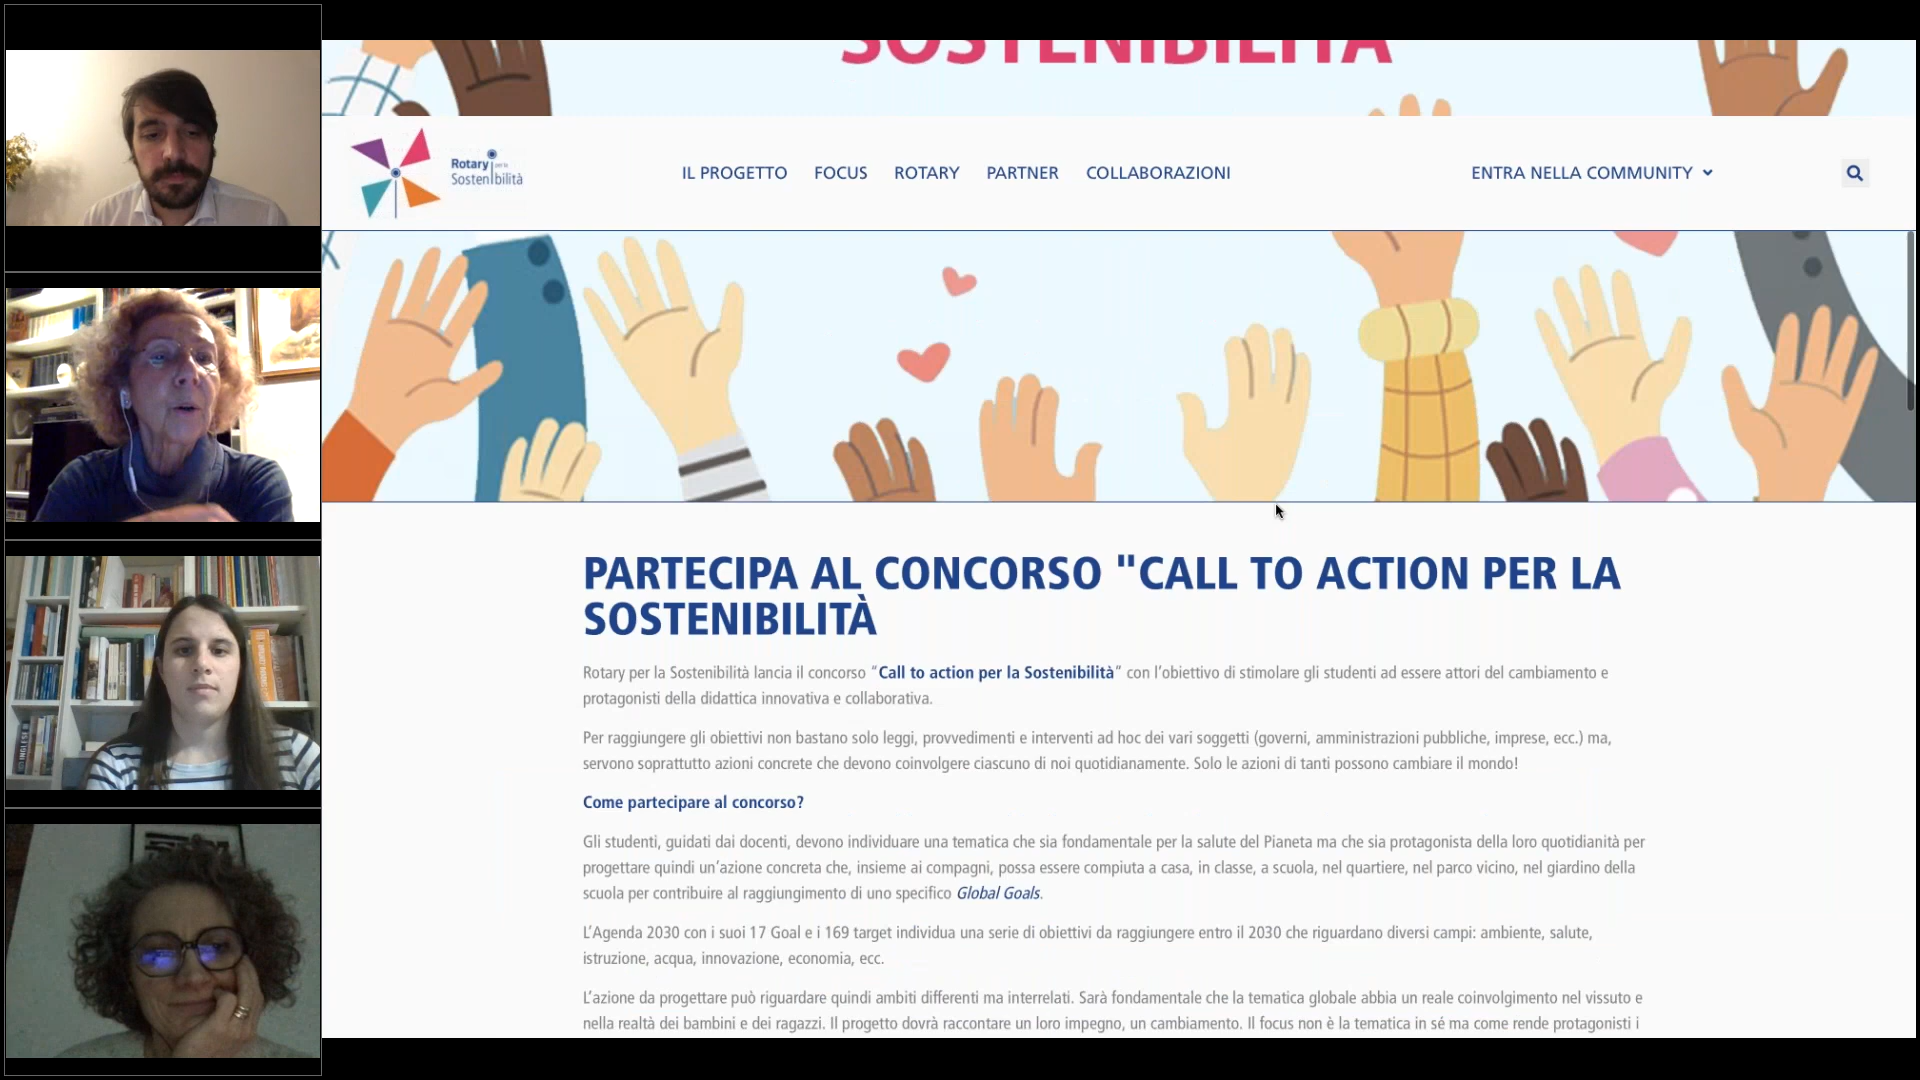 SOSTENIBILITÀ
Rotary per la
Sostenibilità
IL PROGETTO FOCUS ROTARY PARTNER COLLABORAZIONI ENTRA NELLA COMMUNITY
PARTECIPA AL CONCORSO "CALL TO ACTION PER LA
SOSTENIBILITÀ
Rotary per la Sostenibilità lancia il concorso “Call to action per la Sostenibilità” con l’obiettivo di stimolare gli studenti ad essere attori del cambiamento e
protagonisti della didattica innovativa e collaborativa.
Per raggiungere gli obiettivi non bastano solo leggi, provvedimenti e interventi ad hoc dei vari soggetti (governi, amministrazioni pubbliche, imprese, ecc.) ma,
servono soprattutto azioni concrete che devono coinvolgere ciascuno di noi quotidianamente. Solo le azioni di tanti possono cambiare il mondo!
Come partecipare al concorso?
Gli studenti, guidati dai docenti, devono individuare una tematica che sia fondamentale per la salute del Pianeta ma che sia protagonista della loro quotidianità per
progettare quindi un’azione concreta che, insieme ai compagni, possa essere compiuta a casa, in classe, a scuola, nel quartiere, nel parco vicino, nel giardino della
scuola per contribuire al raggiungimento di uno specifico Global Goals.
L’Agenda 2030 con i suoi 17 Goal e i 169 target individua una serie di obiettivi da raggiungere entro il 2030 che riguardano diversi campi: ambiente, salute,
istruzione, acqua, innovazione, economia, ecc.
L’azione da progettare può riguardare quindi ambiti differenti ma interrelati. Sarà fondamentale che la tematica globale abbia un reale coinvolgimento nel vissuto e
nella realtà dei bambini e dei ragazzi. Il progetto dovrà raccontare un loro impegno, un cambiamento. Il focus non è la tematica in sé ma come rende protagonisti i